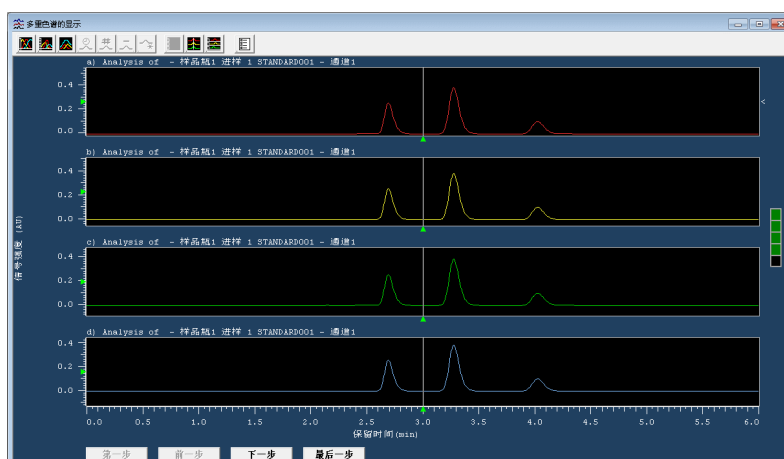 多重色谱的显示
a) Analysis of - 样品瓶1 进样 1 STANDARD001 - 通道1
0.4
0.2
0.0
b) Analysis of - 样品瓶1 进样 1 STANDARD001 - 通道1
0.4
0.2
0.0
c) Analysis of - 样品瓶1 进样 1 STANDARD001 - 通道1
0.4
0.2
0.0
d) Analysis of - 样品瓶1 进样 1 STANDARD001 - 通道1
0.4
0.2
0.0
信号强度 (AU)
0.0 0.5 1.0 1.5 2.0 2.5 3.0 3.5 4.0 4.5 5.0 5.5 6.0
保留时间(min)
第一步 前一步 下一步 最后一步